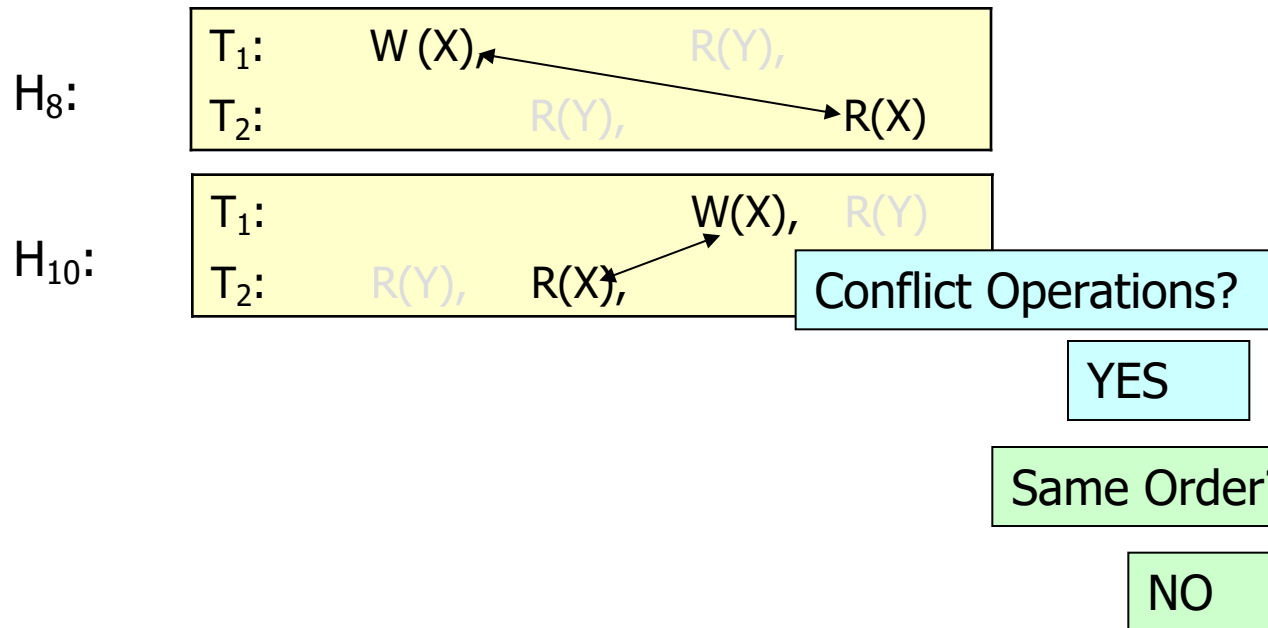 H₈:
T₁: W (X), R(Y),
T₂: R(Y), R(X)
H₁₀:
T₁: W(X), R(Y)
T₂: R(Y), R(X),
Conflict Operations?
YES
Same Order?
NO